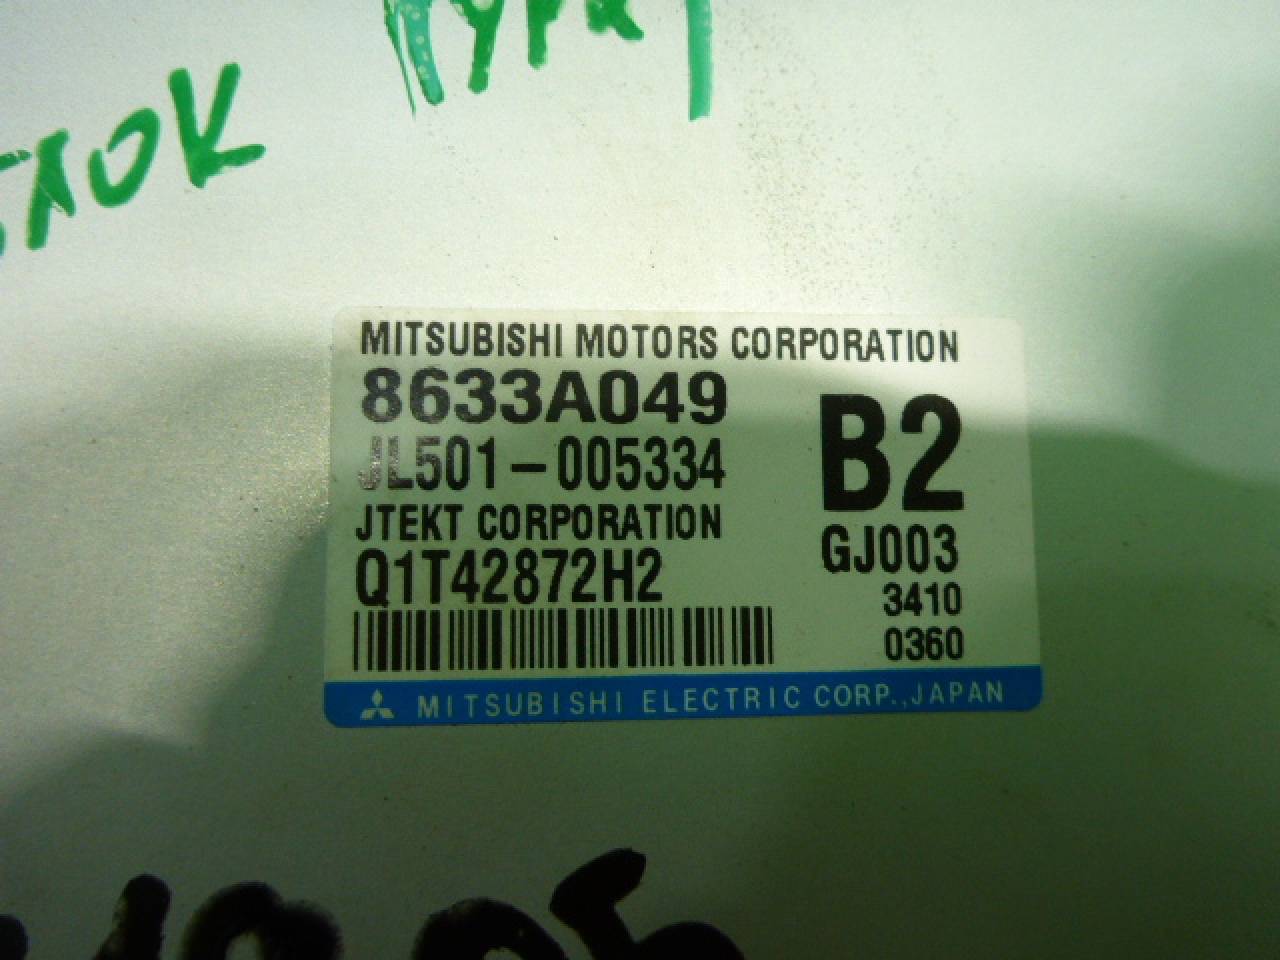 MITSUBISHI MOTORS CORPORATION
8633A049
JL501-005334
B2
JTEKT CORPORATION
GJ003
Q1T42872H2
3410
0360
MITSUBISHI ELECTRIC CORP., JAPAN